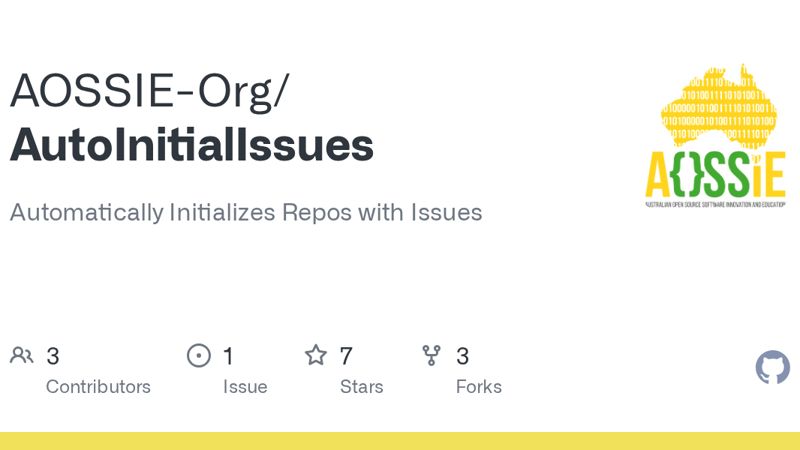 AOSSIE-Org/
AutoInitialIssues
Automatically Initializes Repos with Issues
A{}SSiE
AUSTRALIAN OPEN SOURCE SOFTWARE INNOVATION AND EDUCATION
3
Contributors
1
Issue
7
Stars
3
Forks